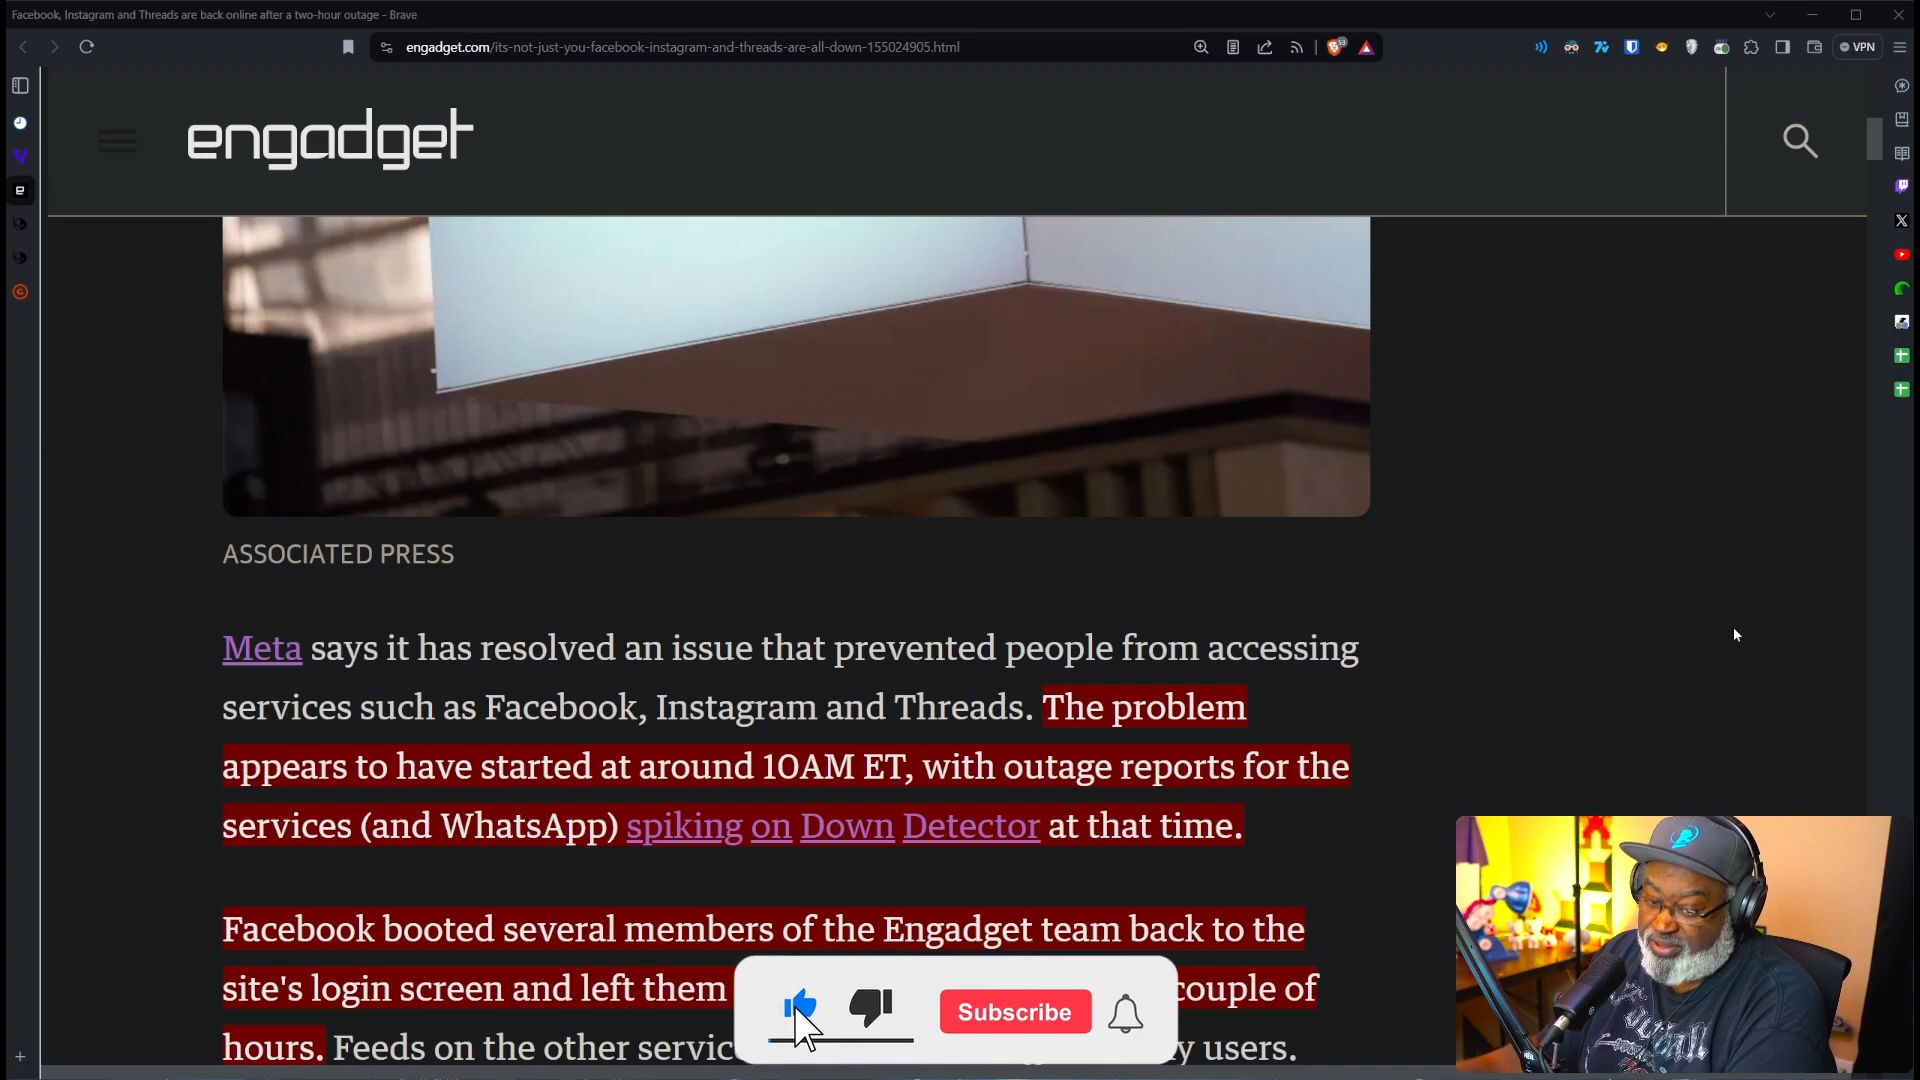 Facebook, Instagram and Threads are back online after a two-hour outage - Brave
engadget.com/its-not-just-you-facebook-instagram-and-threads-are-all-down-155024905.html
VPN
engadget
ASSOCIATED PRESS
Meta says it has resolved an issue that prevented people from accessing
services such as Facebook, Instagram and Threads. The problem
appears to have started at around 10AM ET, with outage reports for the
services (and WhatsApp) spiking on Down Detector at that time.
Facebook booted several members of the Engadget team back to the
site's login screen and left them couple of
hours. Feeds on the other servic y users.
Subscribe